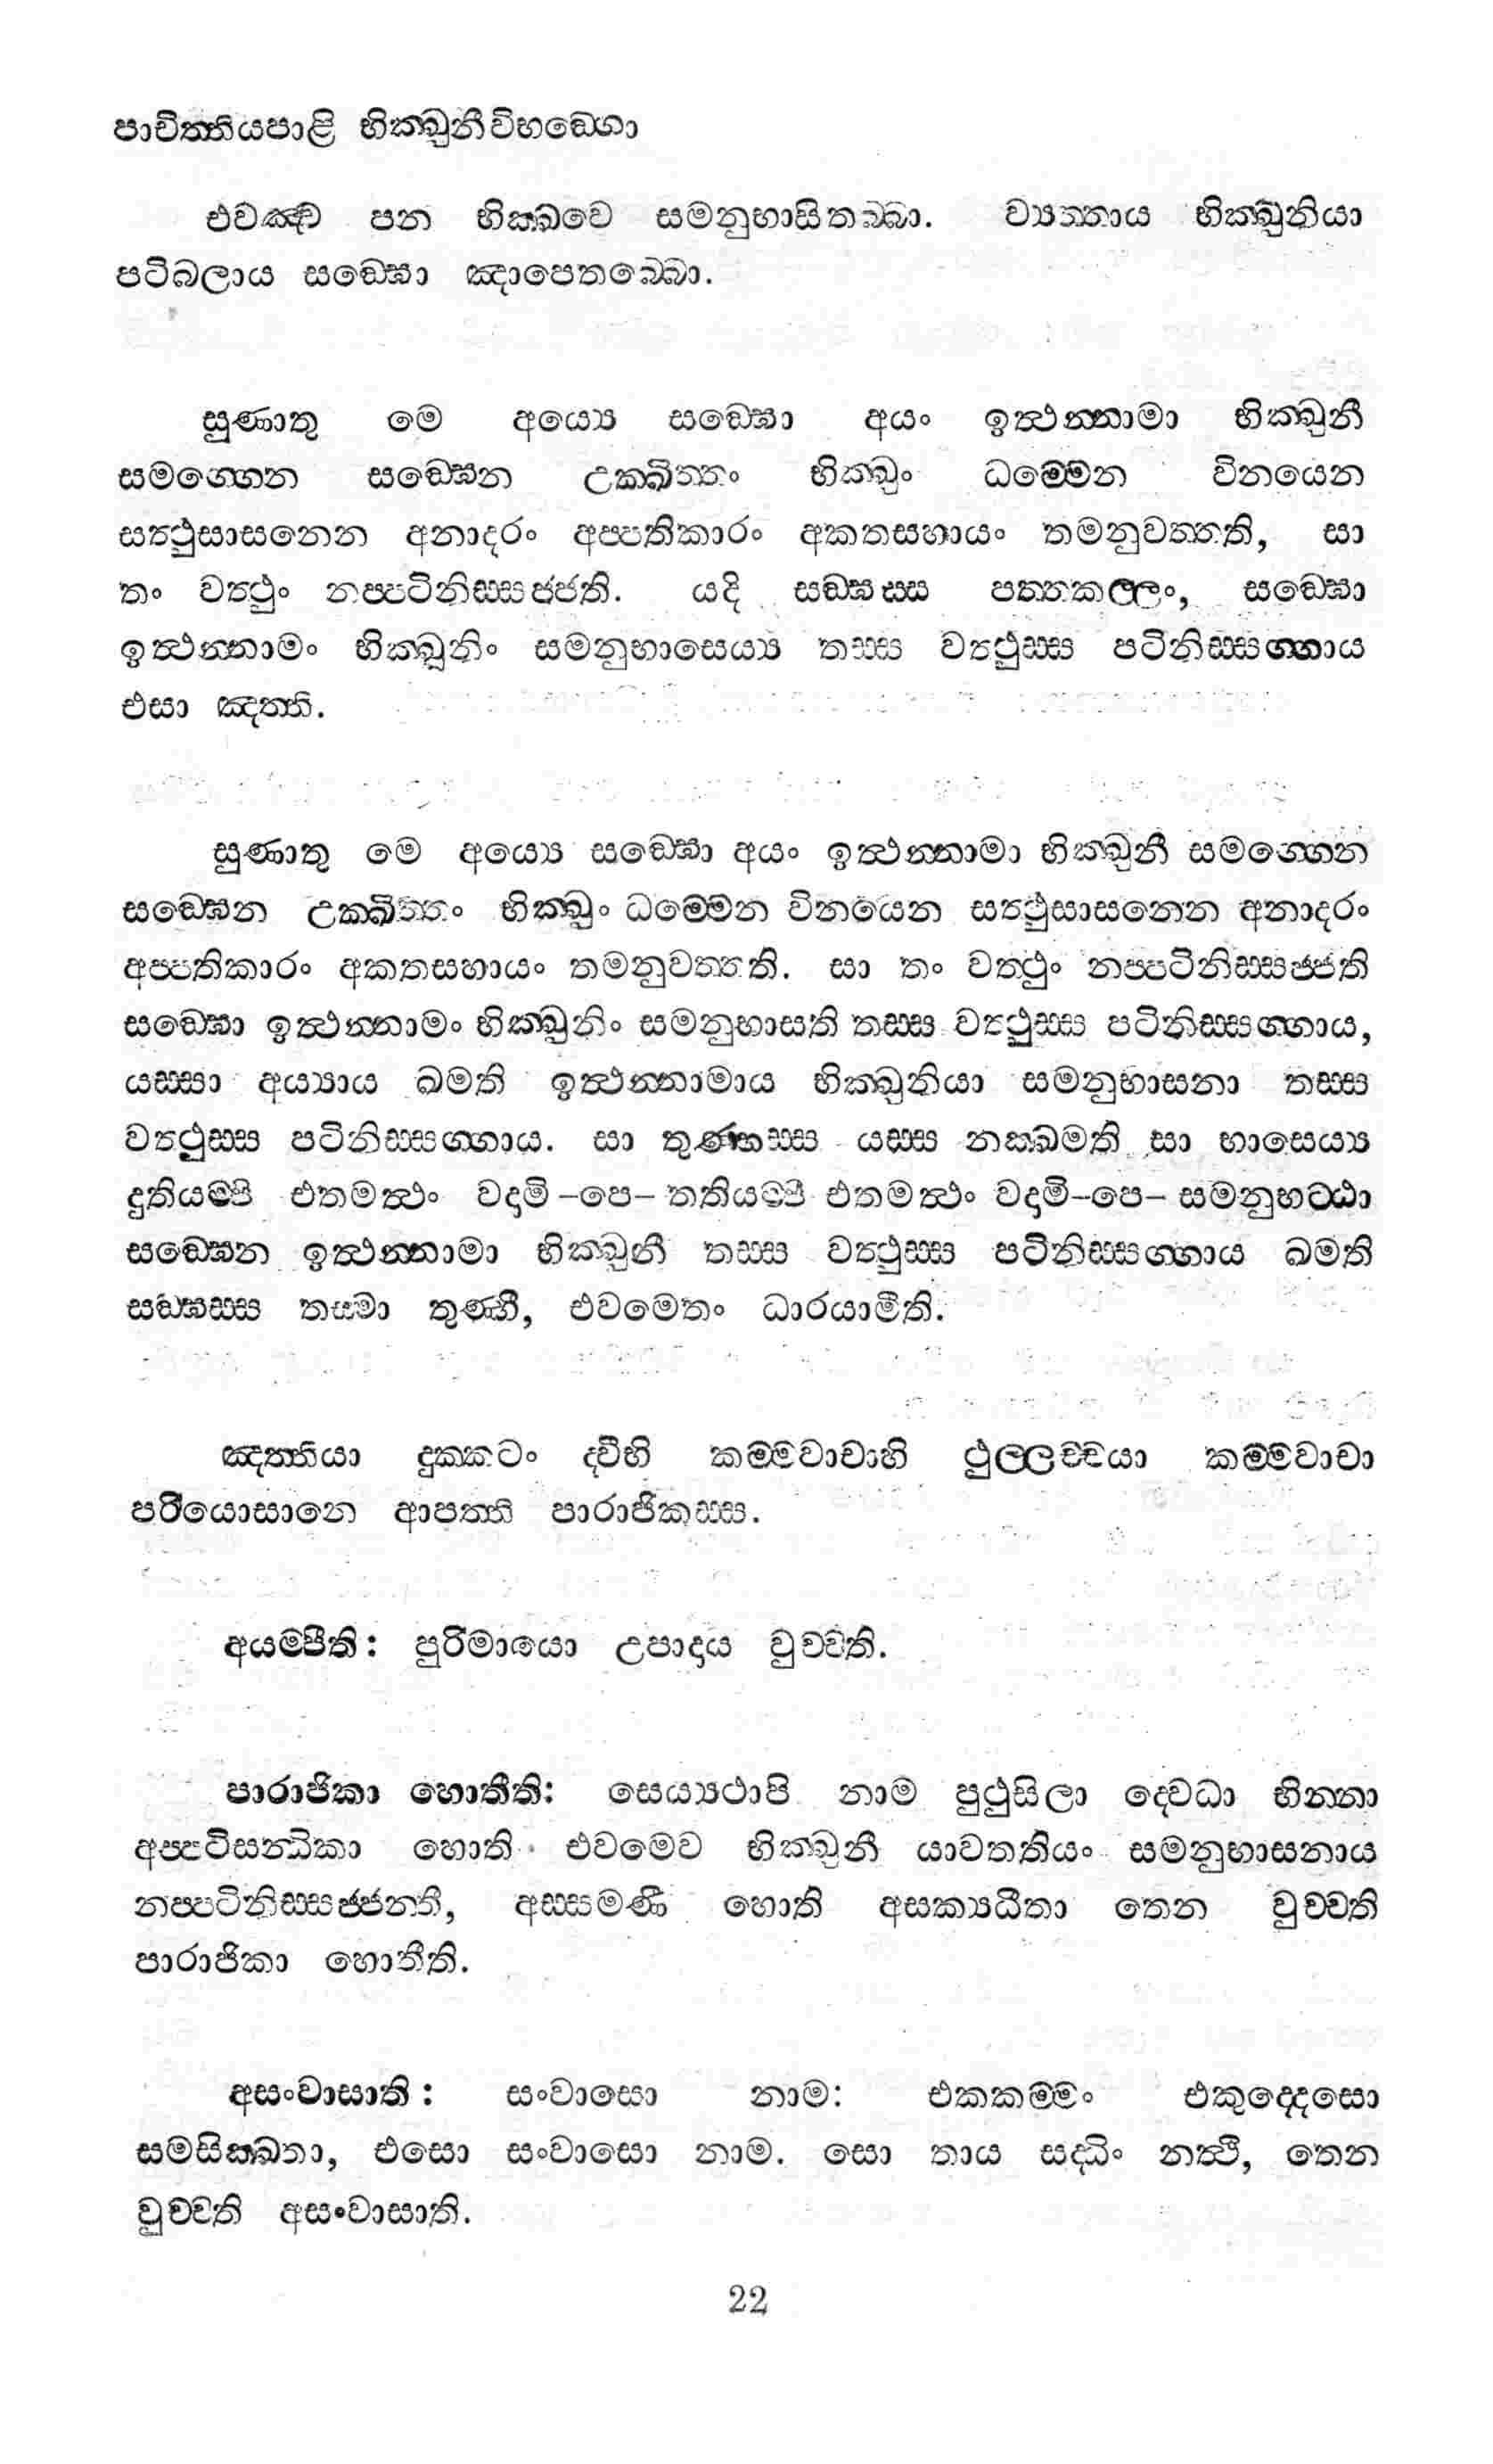 පාචිත්තියපාළි භික්ඛුනීවිභඞ්ගො
එවඤ්ච පන භික්ඛවෙ සමනුභාසිතබ්බා. ව්‍යත්තාය භික්ඛුනියා
පටිබලාය සඞ්ඝො ඤාපෙතබ්බො.
සුණාතු මෙ අය්‍යෙ සඞ්ඝො අයං ඉත්ථන්නාමා භික්ඛුනී
සමග්ගෙන සඞ්ඝෙන උක්ඛිත්තං භික්ඛුං ධම්මෙන විනයෙන
සත්ථුසාසනෙන අනාදරං අප්පතිකාරං අකතසහායං තමනුවත්තති, සා
තං වත්ථුං නප්පටිනිස්සජ්ජති. යදි සඞ්ඝස්ස පත්තකල්ලං, සඞ්ඝො
ඉත්ථන්නාමං භික්ඛුනිං සමනුභාසෙය්‍ය තස්ස වත්ථුස්ස පටිනිස්සග්ගාය
එසා ඤත්ති.
සුණාතු මෙ අය්‍යෙ සඞ්ඝො අයං ඉත්ථන්නාමා භික්ඛුනී සමග්ගෙන
සඞ්ඝෙන උක්ඛිත්තං භික්ඛුං ධම්මෙන විනයෙන සත්ථුසාසනෙන අනාදරං
අප්පතිකාරං අකතසහායං තමනුවත්තති. සා තං වත්ථුං නප්පටිනිස්සජ්ජති
සඞ්ඝො ඉත්ථන්නාමං භික්ඛුනිං සමනුභාසති තස්ස වත්ථුස්ස පටිනිස්සග්ගාය,
යස්සා අය්‍යාය ඛමති ඉත්ථන්නාමාය භික්ඛුනියා සමනුභාසනා තස්ස
වත්ථුස්ස පටිනිස්සග්ගාය. සා තුණ්හස්ස යස්ස නක්ඛමති සා භාසෙය්‍ය
දුතියම්පි එතමත්ථං වදාමි -පෙ- තතියම්පි එතමත්ථං වදාමි-පෙ- සමනුභට්ඨා
සඞ්ඝෙන ඉත්ථන්නාමා භික්ඛුනී තස්ස වත්ථුස්ස පටිනිස්සග්ගාය ඛමති
සඞ්ඝස්ස තස්මා තුණ්හී, එවමෙතං ධාරයාමීති.
ඤත්තියා දුක්කටං ද්වීභි කම්මවාචාහි ථුල්ලච්චයා කම්මවාචා
පරියොසානෙ ආපත්ති පාරාජිකස්ස.
අයම්පීති: පුරිමායො උපාදාය වුච්චති.
පාරාජිකා හොතීති: සෙය්‍යථාපි නාම පුථුසිලා ද්වෙධා භින්නා
අප්පටිසන්ධිකා හොති එවමෙව භික්ඛුනී යාවතතියං සමනුභාසනාය
නප්පටිනිස්සජ්ජන්තී, අස්සමණී හොති අසක්‍යධීතා තෙන වුච්චති
පාරාජිකා හොතීති.
අසංවාසාති: සංවාසො නාම: එකකම්මං එකුද්දෙසො
සමසික්ඛතා, එසො සංවාසො නාම. සො තාය සද්ධිං නත්ථි, තෙන
වුච්චති අසංවාසාති.
22